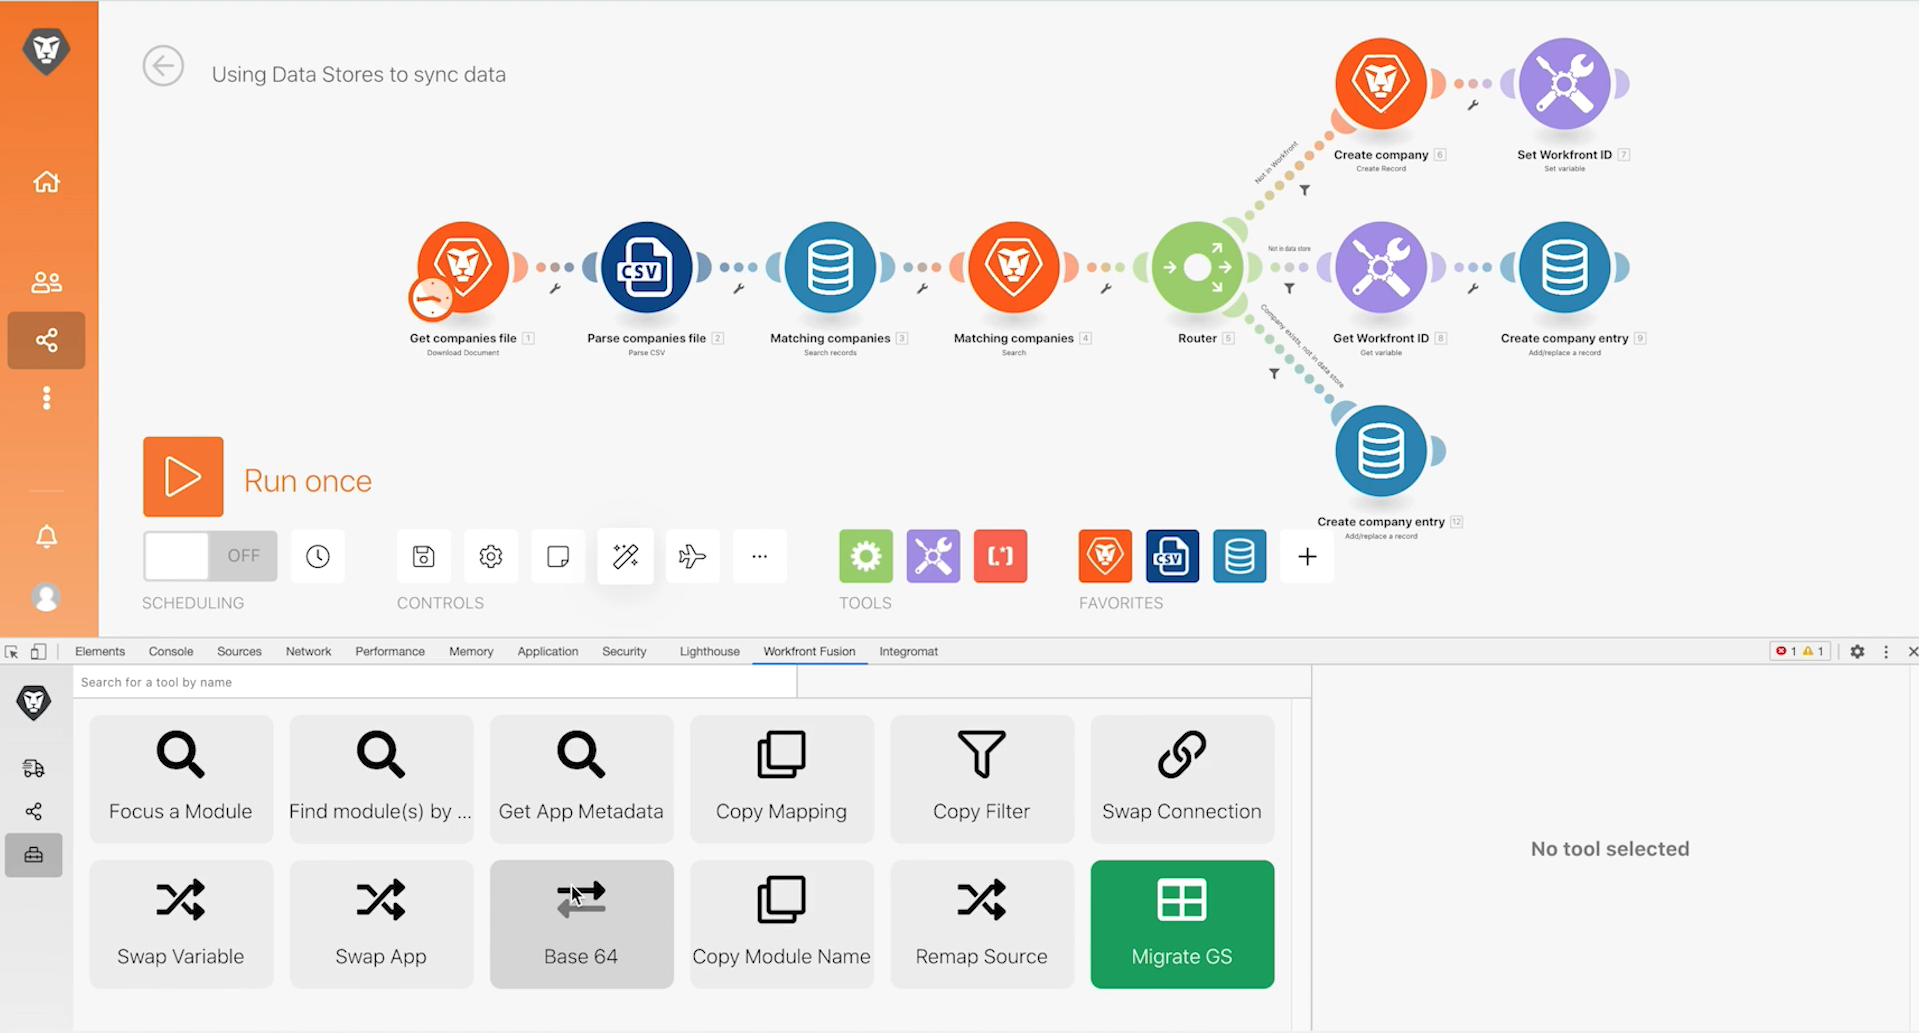 Using Data Stores to sync data
Create company 6
Create Record
Set Workfront ID 7
Set variable
Not in Workfront
Get companies file 1
Download Document
CSV
Parse companies file 2
Parse CSV
Matching companies 3
Search records
Matching companies 4
Search
Router 5
Not in data store
Get Workfront ID 8
Get variable
Create company entry 9
Add/replace a record
Company exists, not in data store
Create company entry 12
Add/replace a record
Run once
OFF
SCHEDULING
CONTROLS
TOOLS
CSV
FAVORITES
Elements Console Sources Network Performance Memory Application Security Lighthouse Workfront Fusion Integromat 1 1
Search for a tool by name
Focus a Module
Find module(s) by ...
Get App Metadata
Copy Mapping
Copy Filter
Swap Connection
Swap Variable
Swap App
Base 64
Copy Module Name
Remap Source
Migrate GS
No tool selected